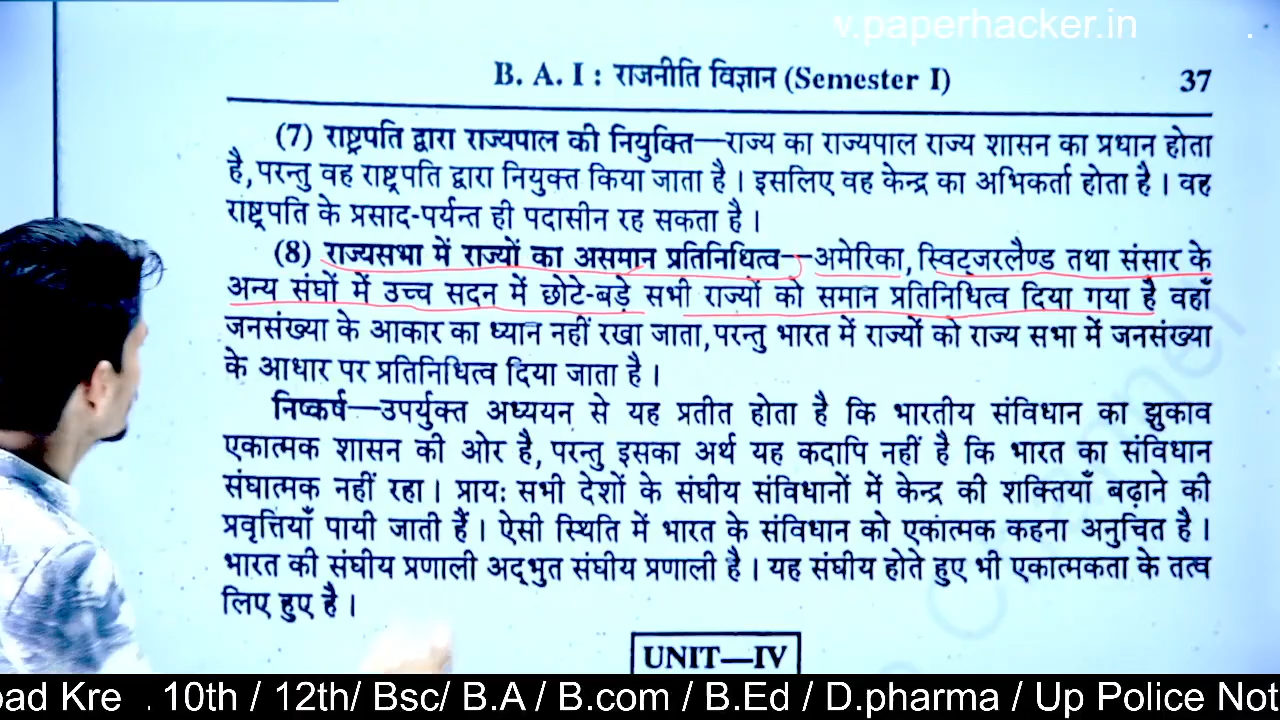 v.paperhacker.in
B. A. I : राजनीति विज्ञान (Semester I) 37
(7) राष्ट्रपति द्वारा राज्यपाल की नियुक्ति—राज्य का राज्यपाल राज्य शासन का प्रधान होता
है, परन्तु वह राष्ट्रपति द्वारा नियुक्त किया जाता है। इसलिए वह केन्द्र का अभिकर्ता होता है। वह
राष्ट्रपति के प्रसाद-पर्यन्त ही पदासीन रह सकता है।
(8) राज्यसभा में राज्यों का असमान प्रतिनिधित्व—अमेरिका, स्विट्जरलैण्ड तथा संसार के
अन्य संघों में उच्च सदन में छोटे-बड़े सभी राज्यों को समान प्रतिनिधित्व दिया गया है वहाँ
जनसंख्या के आकार का ध्यान नहीं रखा जाता, परन्तु भारत में राज्यों को राज्य सभा में जनसंख्या
के आधार पर प्रतिनिधित्व दिया जाता है।
निष्कर्ष—उपर्युक्त अध्ययन से यह प्रतीत होता है कि भारतीय संविधान का झुकाव
एकात्मक शासन की ओर है, परन्तु इसका अर्थ यह कदापि नहीं है कि भारत का संविधान
संघात्मक नहीं रहा। प्रायः सभी देशों के संघीय संविधानों में केन्द्र की शक्तियाँ बढ़ाने की
प्रवृत्तियाँ पायी जाती हैं। ऐसी स्थिति में भारत के संविधान को एकात्मक कहना अनुचित है।
भारत की संघीय प्रणाली अद्भुत संघीय प्रणाली है। यह संघीय होते हुए भी एकात्मकता के तत्व
लिए हुए है।
UNIT—IV
oad Kre . 10th / 12th/ Bsc/ B.A / B.com / B.Ed / D.pharma / Up Police Not